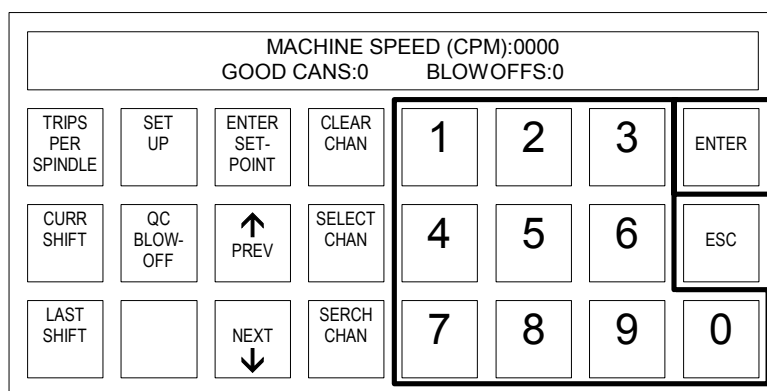 MACHINE SPEED (CPM):0000
GOOD CANS:0 BLOWOFFS:0
TRIPS
PER
SPINDLE
SET
UP
ENTER
SET-
POINT
CLEAR
CHAN
1
2
3
ENTER
CURR
SHIFT
QC
BLOW-
OFF
↑
PREV
SELECT
CHAN
4
5
6
ESC
LAST
SHIFT
NEXT
↓
SERCH
CHAN
7
8
9
0